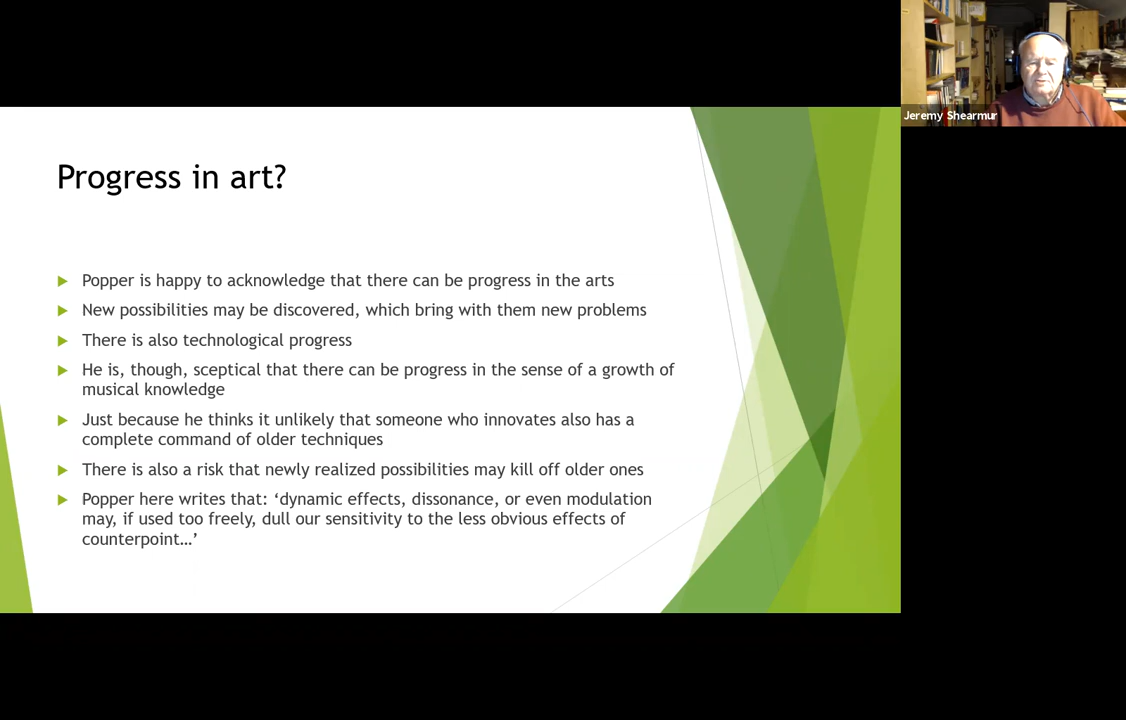 Jeremy Shearmur
Progress in art?
Popper is happy to acknowledge that there can be progress in the arts
New possibilities may be discovered, which bring with them new problems
There is also technological progress
He is, though, sceptical that there can be progress in the sense of a growth of
musical knowledge
Just because he thinks it unlikely that someone who innovates also has a
complete command of older techniques
There is also a risk that newly realized possibilities may kill off older ones
Popper here writes that: ‘dynamic effects, dissonance, or even modulation
may, if used too freely, dull our sensitivity to the less obvious effects of
counterpoint…’